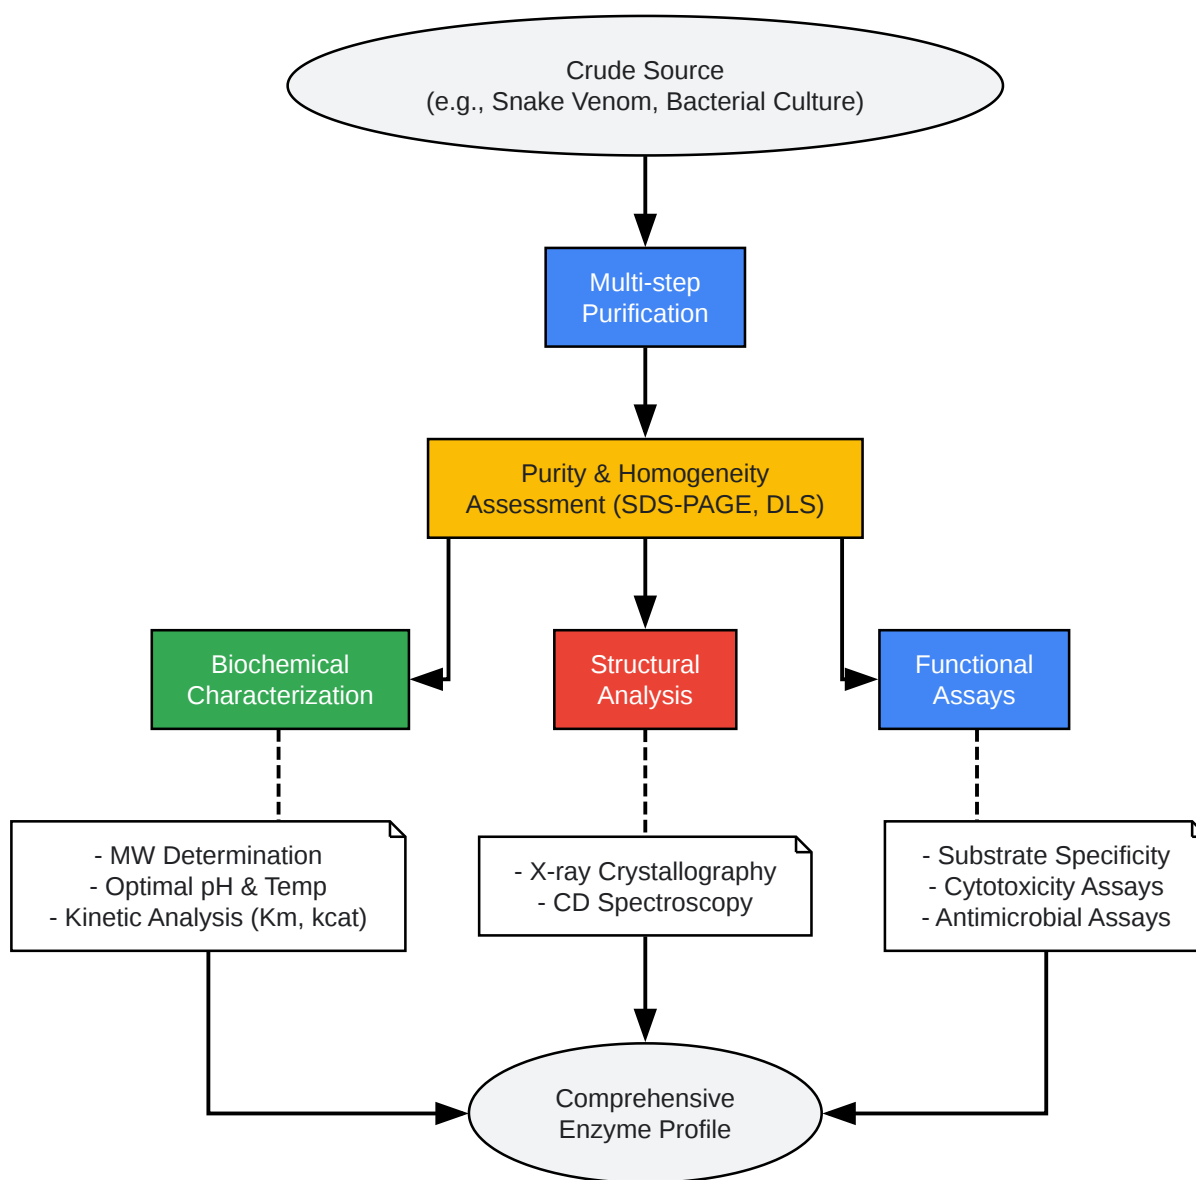 Crude Source
(e.g., Snake Venom, Bacterial Culture)
Multi-step
Purification
Purity & Homogeneity
Assessment (SDS-PAGE, DLS)
Biochemical
Characterization
Structural
Analysis
Functional
Assays
- MW Determination
- Optimal pH & Temp
- Kinetic Analysis (Km, kcat)
- X-ray Crystallography
- CD Spectroscopy
- Substrate Specificity
- Cytotoxicity Assays
- Antimicrobial Assays
Comprehensive
Enzyme Profile